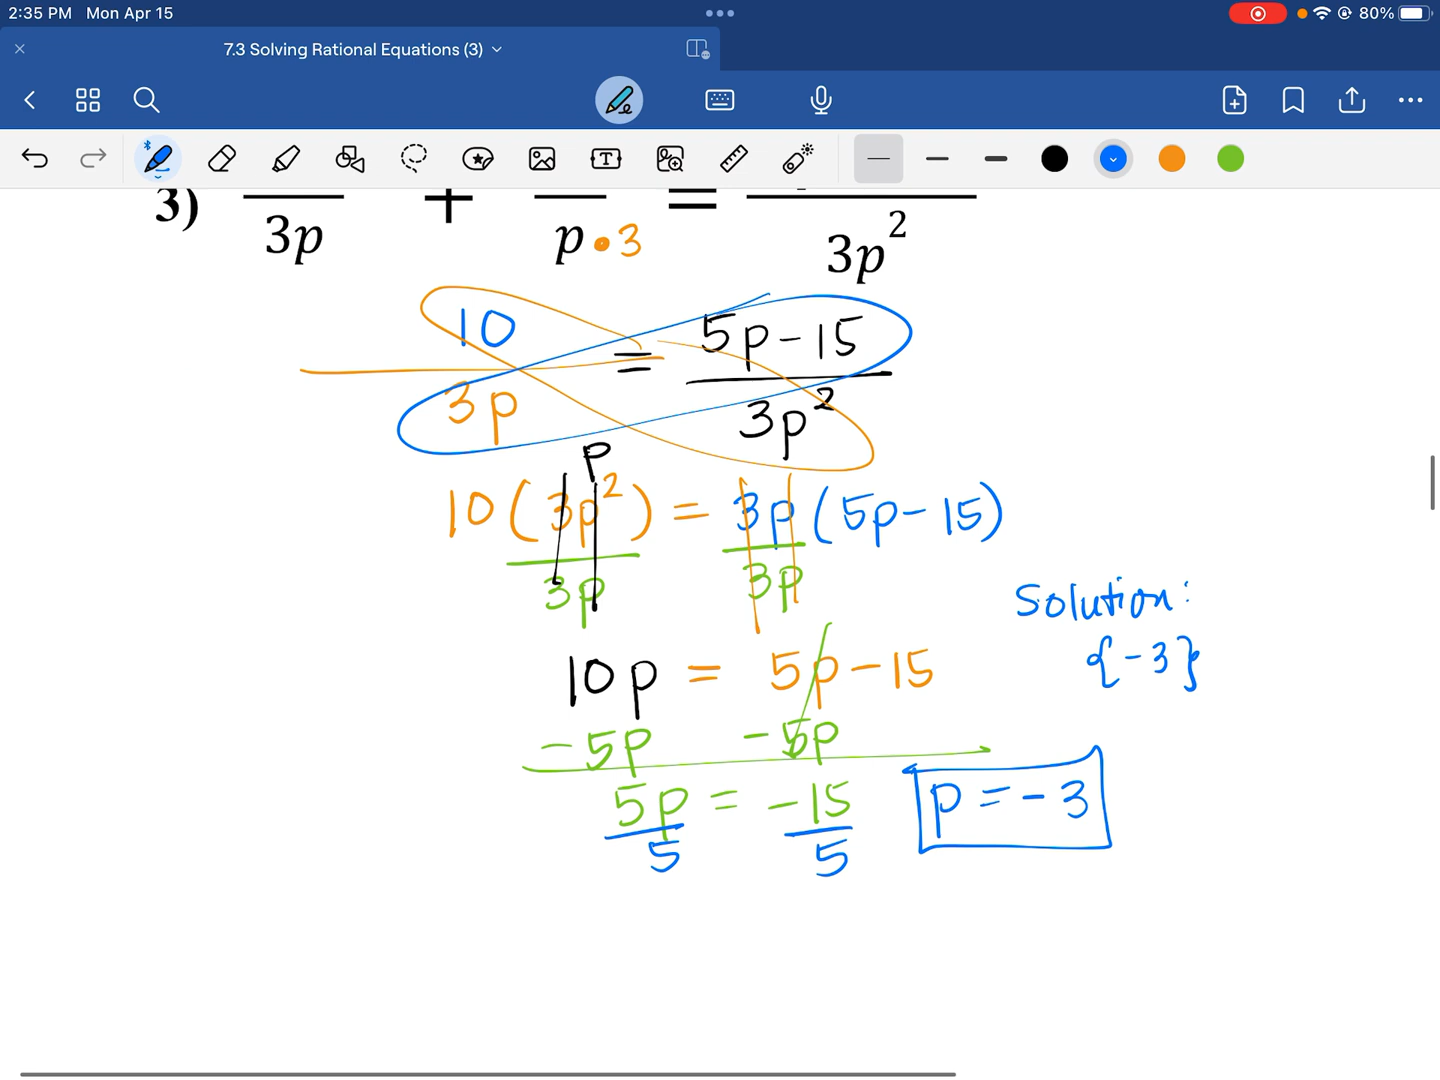 2:35 PM Mon Apr 15
80%
7.3 Solving Rational Equations (3)
3) + =
3p p • 3 3p²
10 = 5p - 15
3p 3p²
p
10 (3p²) = 3p (5p - 15)
3p 3p
Solution:
{-3}
10p = 5p - 15
-5p -5p
5p = -15
5 5
p = -3